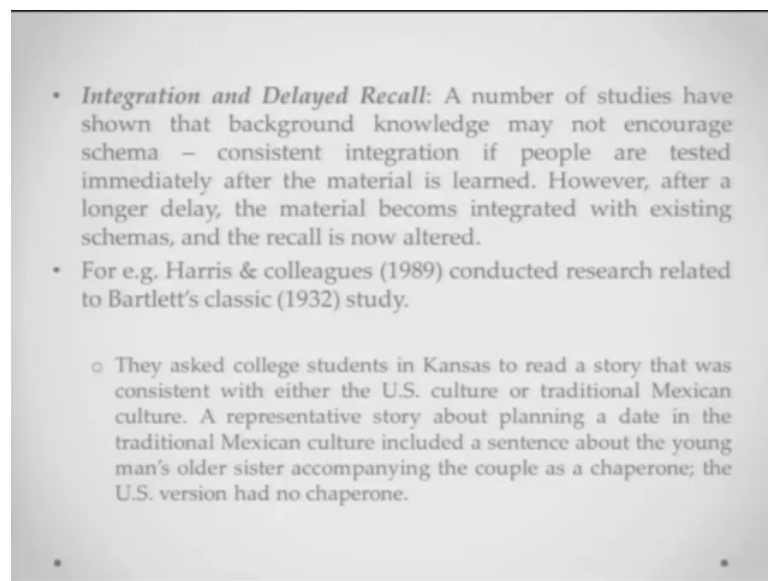 • Integration and Delayed Recall: A number of studies have
shown that background knowledge may not encourage
schema – consistent integration if people are tested
immediately after the material is learned. However, after a
longer delay, the material becoms integrated with existing
schemas, and the recall is now altered.
• For e.g. Harris & colleagues (1989) conducted research related
to Bartlett's classic (1932) study.
o They asked college students in Kansas to read a story that was
consistent with either the U.S. culture or traditional Mexican
culture. A representative story about planning a date in the
traditional Mexican culture included a sentence about the young
man's older sister accompanying the couple as a chaperone; the
U.S. version had no chaperone.